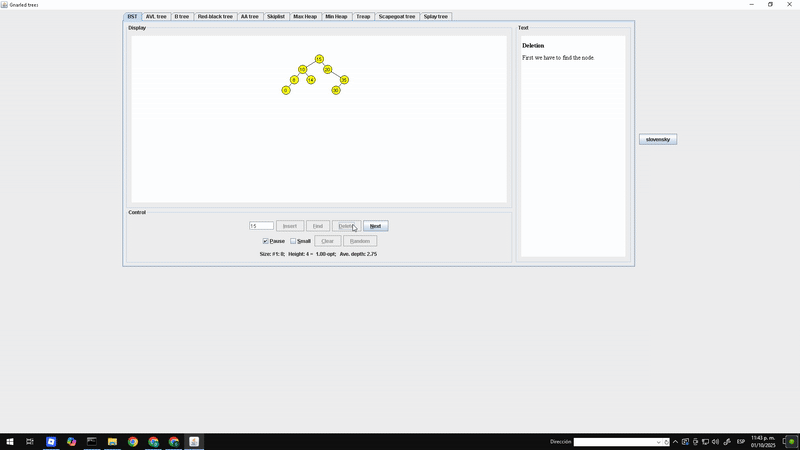 Gnarled trees
BST AVL tree B tree Red-black tree AA tree Skiplist Max Heap Min Heap Treap Scapegoat tree Splay tree
Display
Text
15
10 20
14 35
0 30
Deletion
First we have to find the node
slovensky
Control
15 Insert Find Delete Next
Pause Small Clear Random
Size: #1: 8; Height: 4 = 1.00·opt; Ave. depth: 2.75
Dirección
ESP
11:43 p. m.
01/10/2025